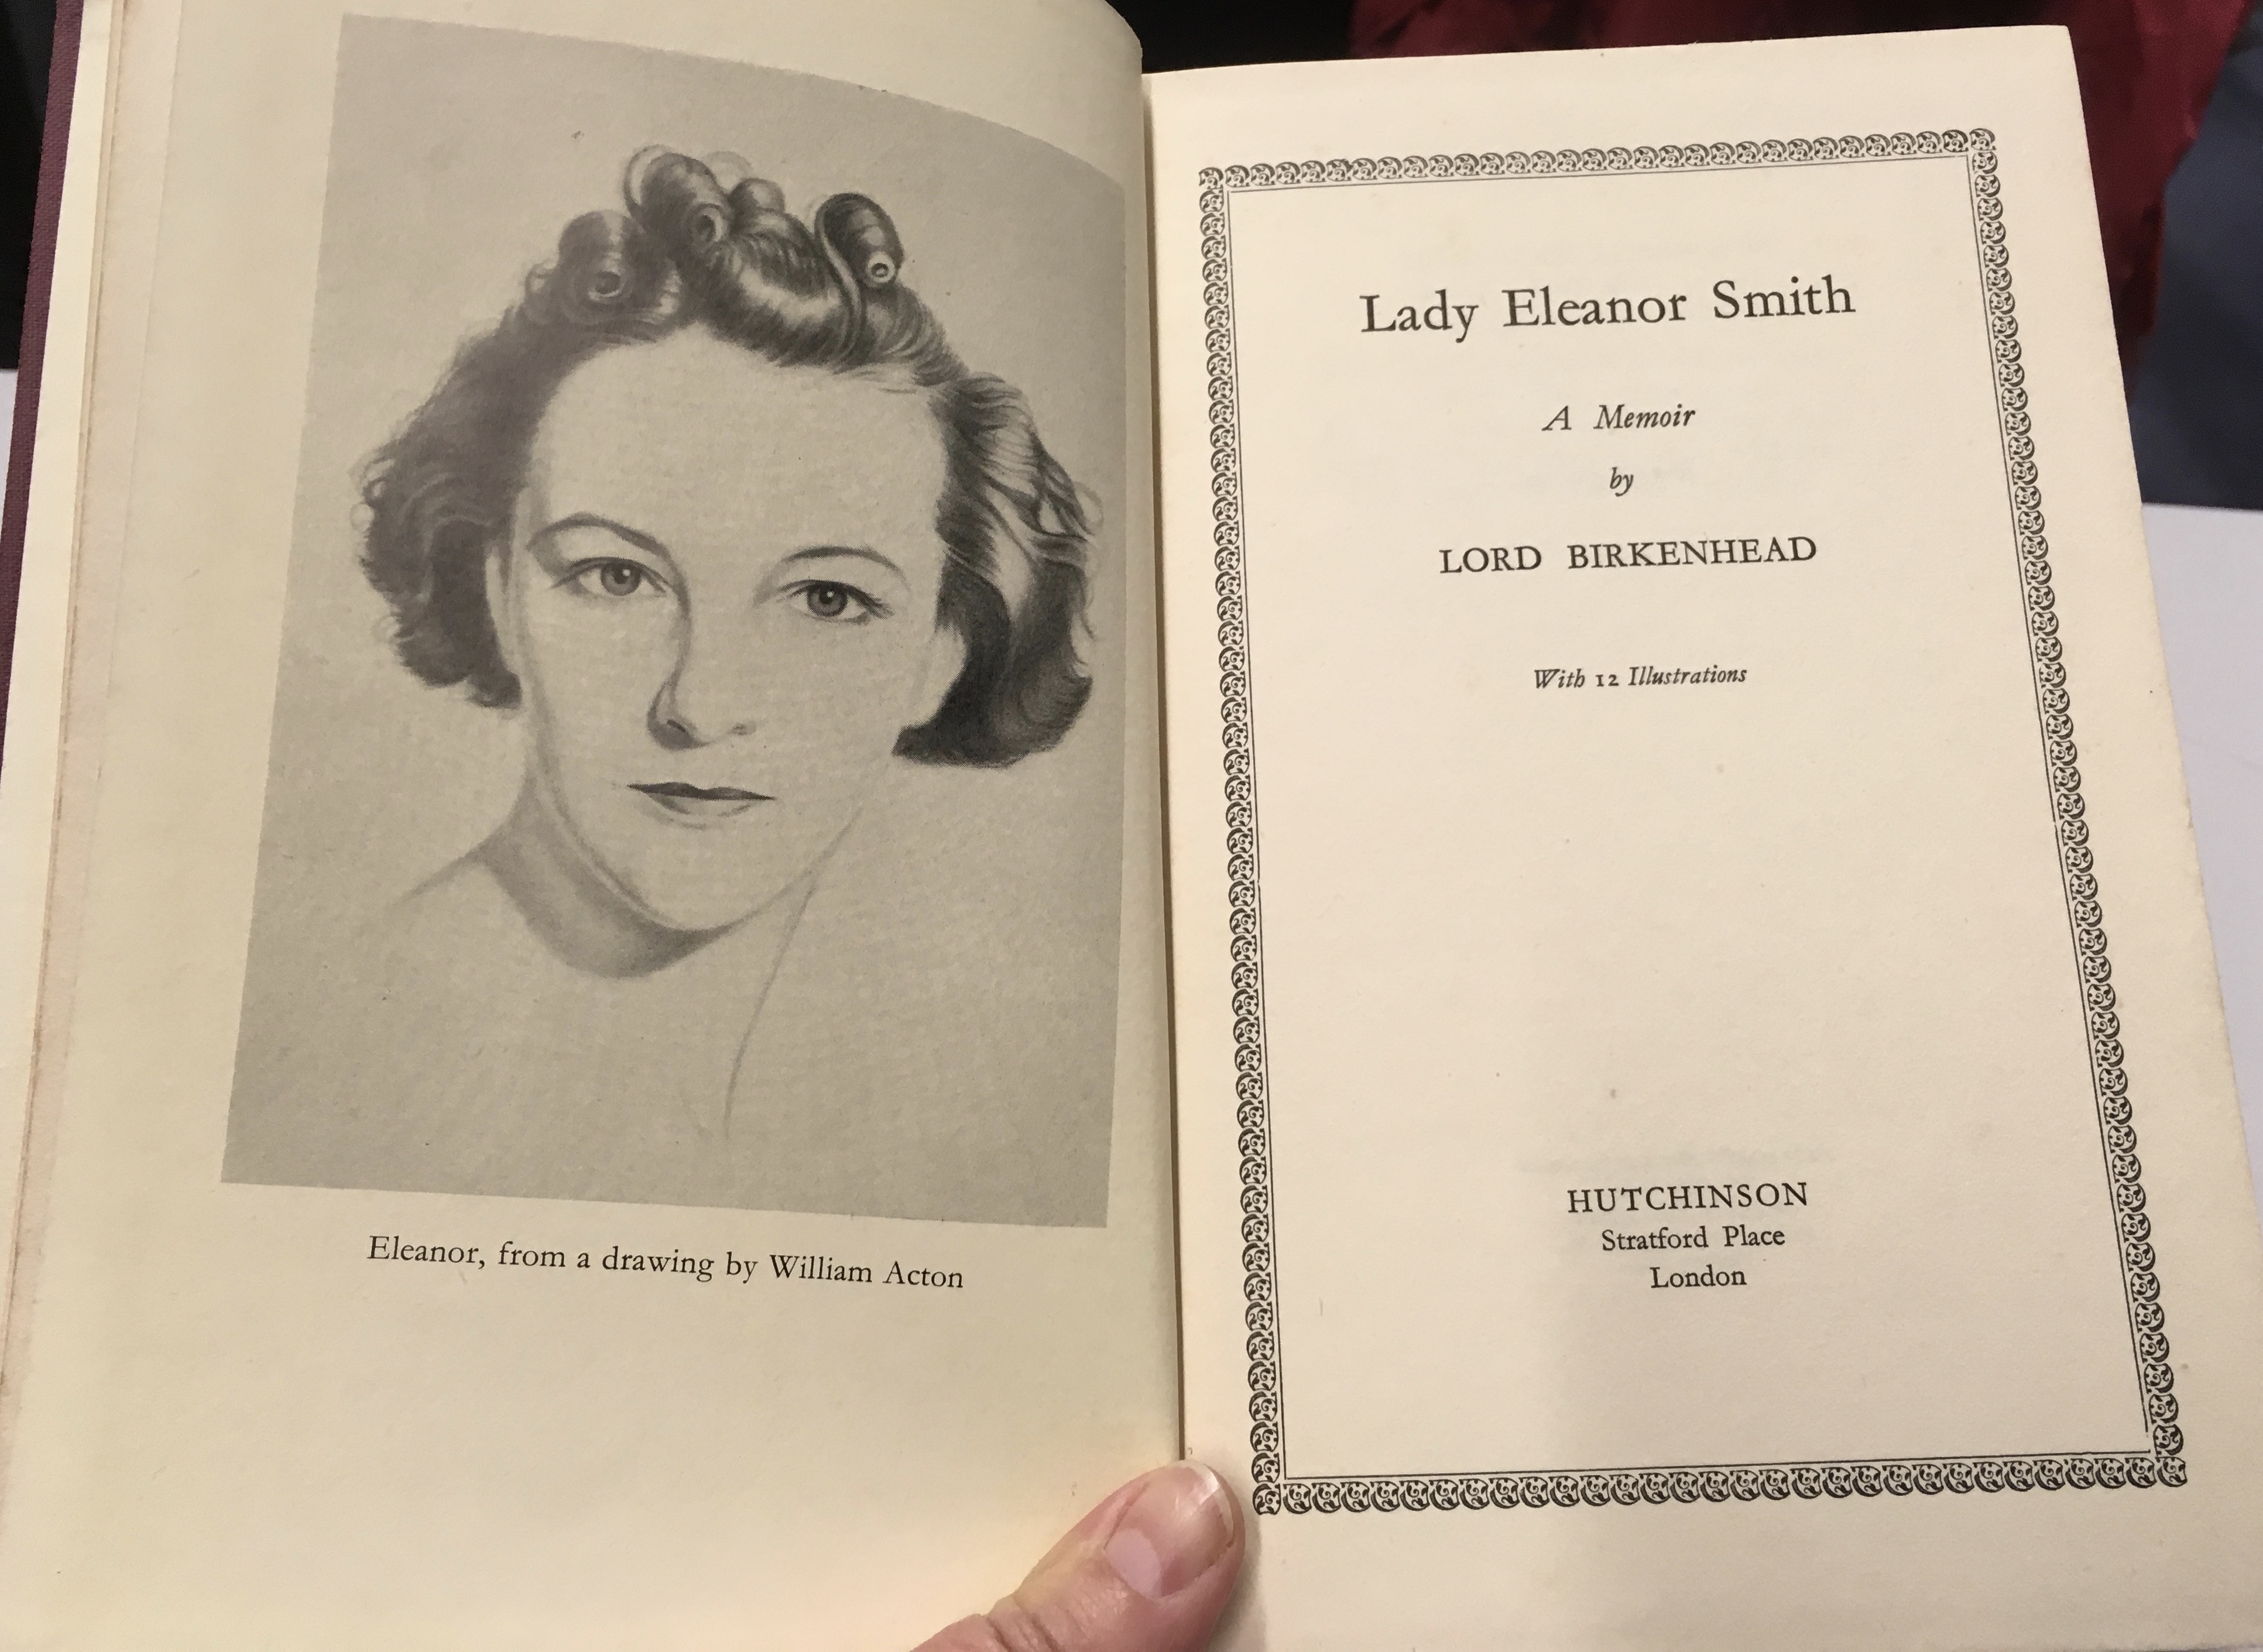 Eleanor, from a drawing by William Acton
Lady Eleanor Smith
A Memoir
by
LORD BIRKENHEAD
With 12 Illustrations
HUTCHINSON
Stratford Place
London